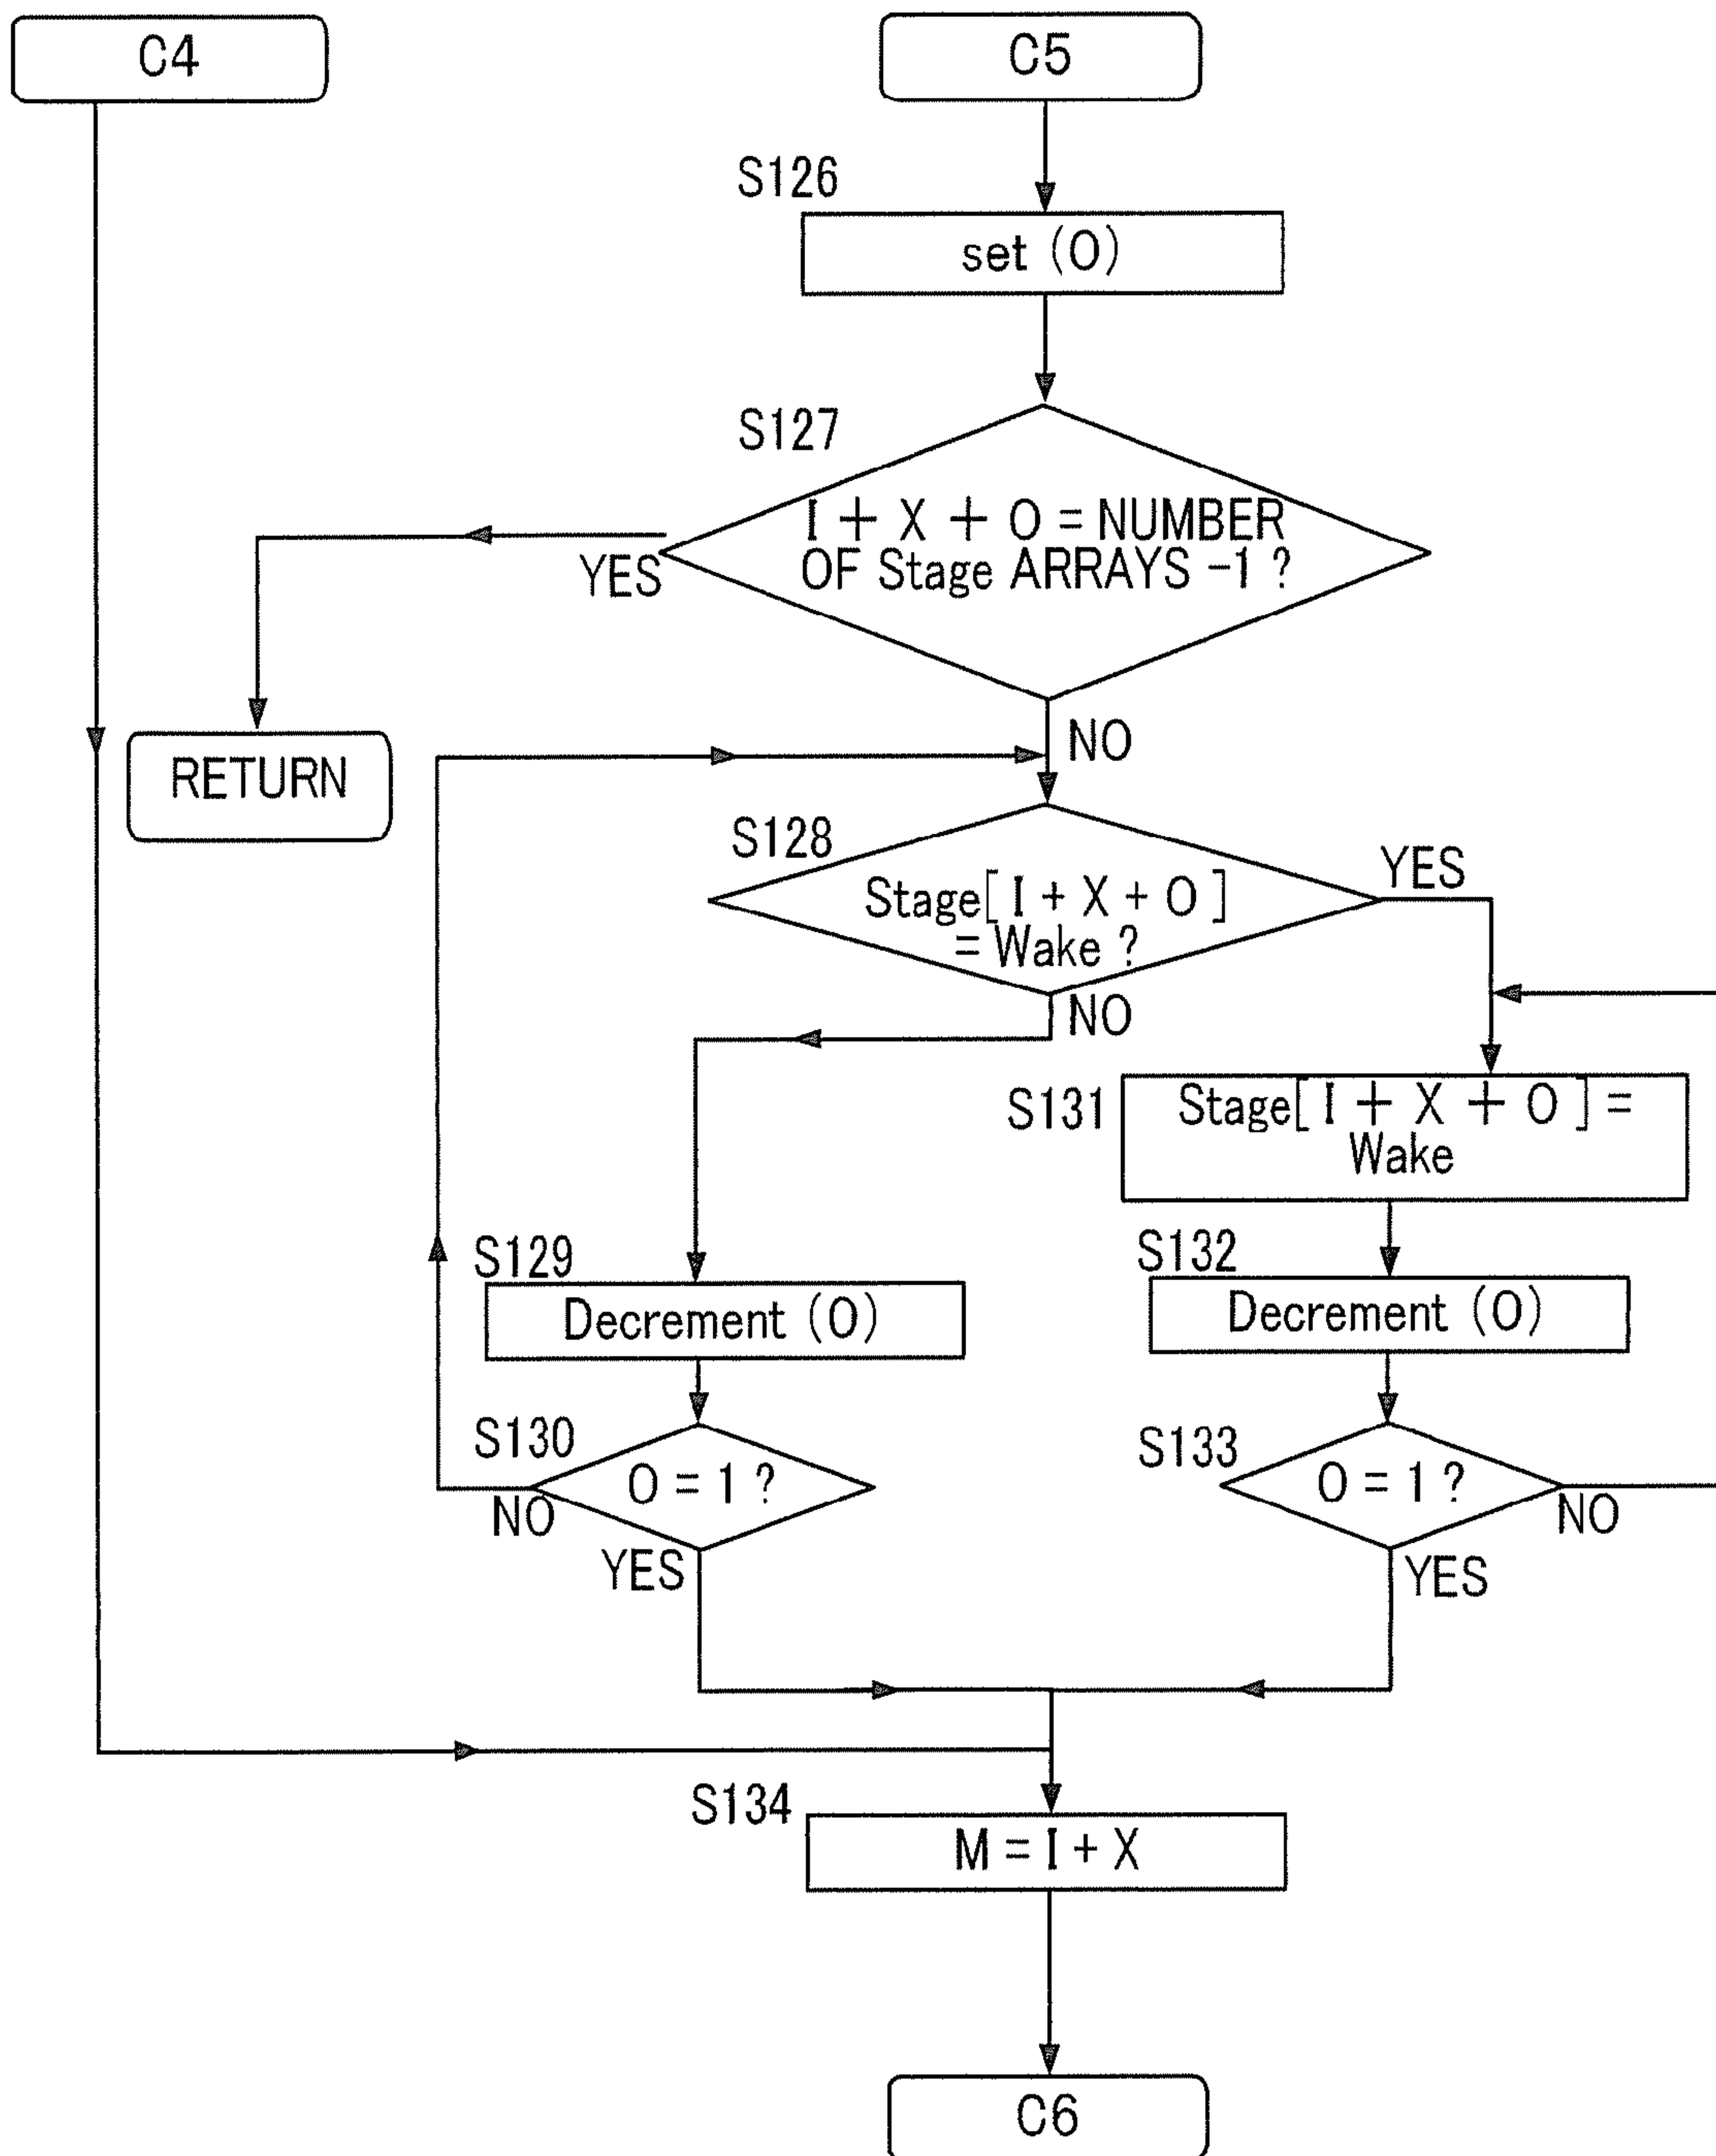 C4
C5
S126
set (O)
S127
I + X + O = NUMBER
OF Stage ARRAYS -1 ?
YES
RETURN
NO
S128
YES
Stage[ I + X + O ]
= Wake ?
NO
S131
Stage[ I + X + O ] =
Wake
S129
Decrement (O)
S132
Decrement (O)
S130
O = 1 ?
NO
YES
S133
O = 1 ?
NO
YES
S134
M = I + X
C6